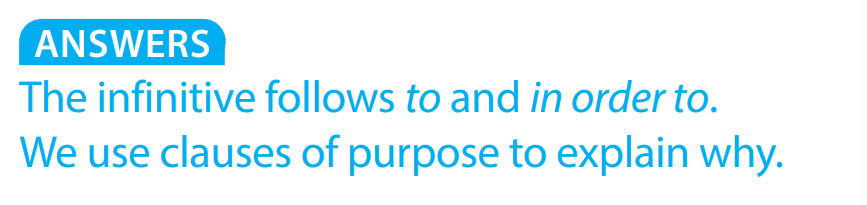 ANSWERS
The infinitive follows to and in order to.
We use clauses of purpose to explain why.